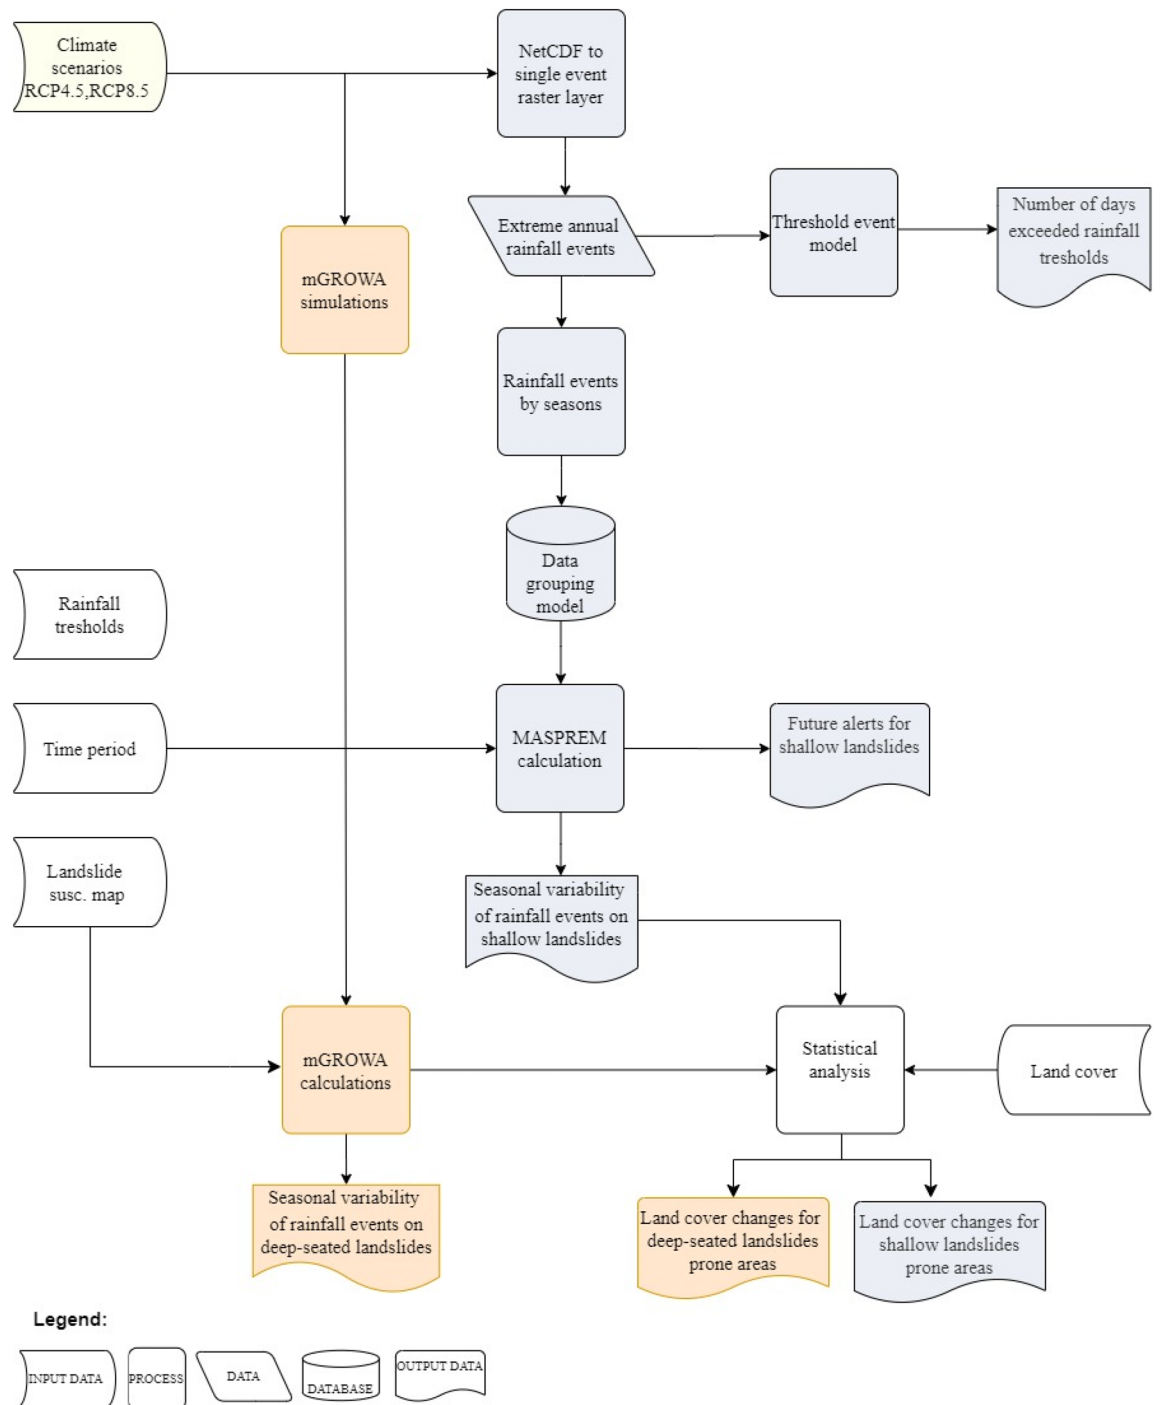 Climate
scenarios
RCP4.5,RCP8.5
NetCDF to
single event
raster layer
Extreme annual
rainfall events
Threshold event
model
Number of days
exceeded rainfall
tresholds
mGROWA
simulations
Rainfall events
by seasons
Data
grouping
model
Rainfall
tresholds
Time period
MASPREM
calculation
Future alerts for
shallow landslides
Landslide
susc. map
Seasonal variability
of rainfall events on
shallow landslides
mGROWA
calculations
Statistical
analysis
Land cover
Seasonal variability
of rainfall events on
deep-seated landslides
Land cover changes for
deep-seated landslides
prone areas
Land cover changes for
shallow landslides
prone areas
Legend:
INPUT DATA
PROCESS
DATA
DATABASE
OUTPUT DATA